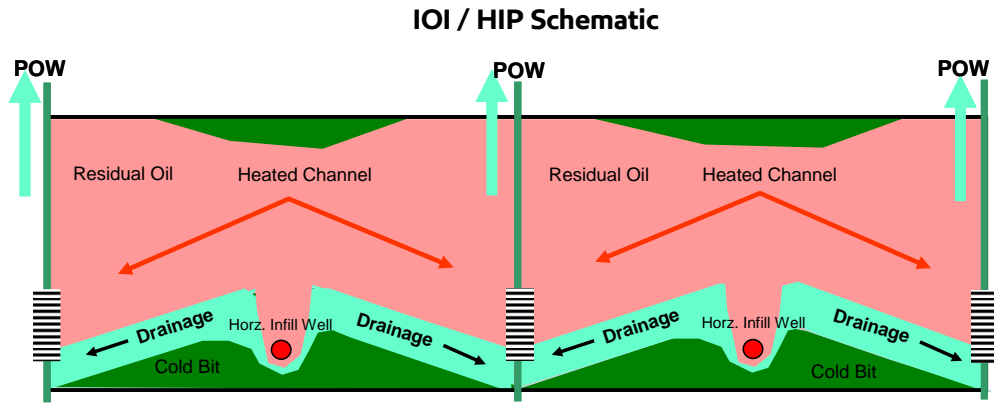 IOI / HIP Schematic
POW
POW
POW
Residual Oil
Heated Channel
Residual Oil
Heated Channel
Drainage
Horz. Infill Well
Drainage
Drainage
Horz. Infill Well
Drainage
Cold Bit
Cold Bit